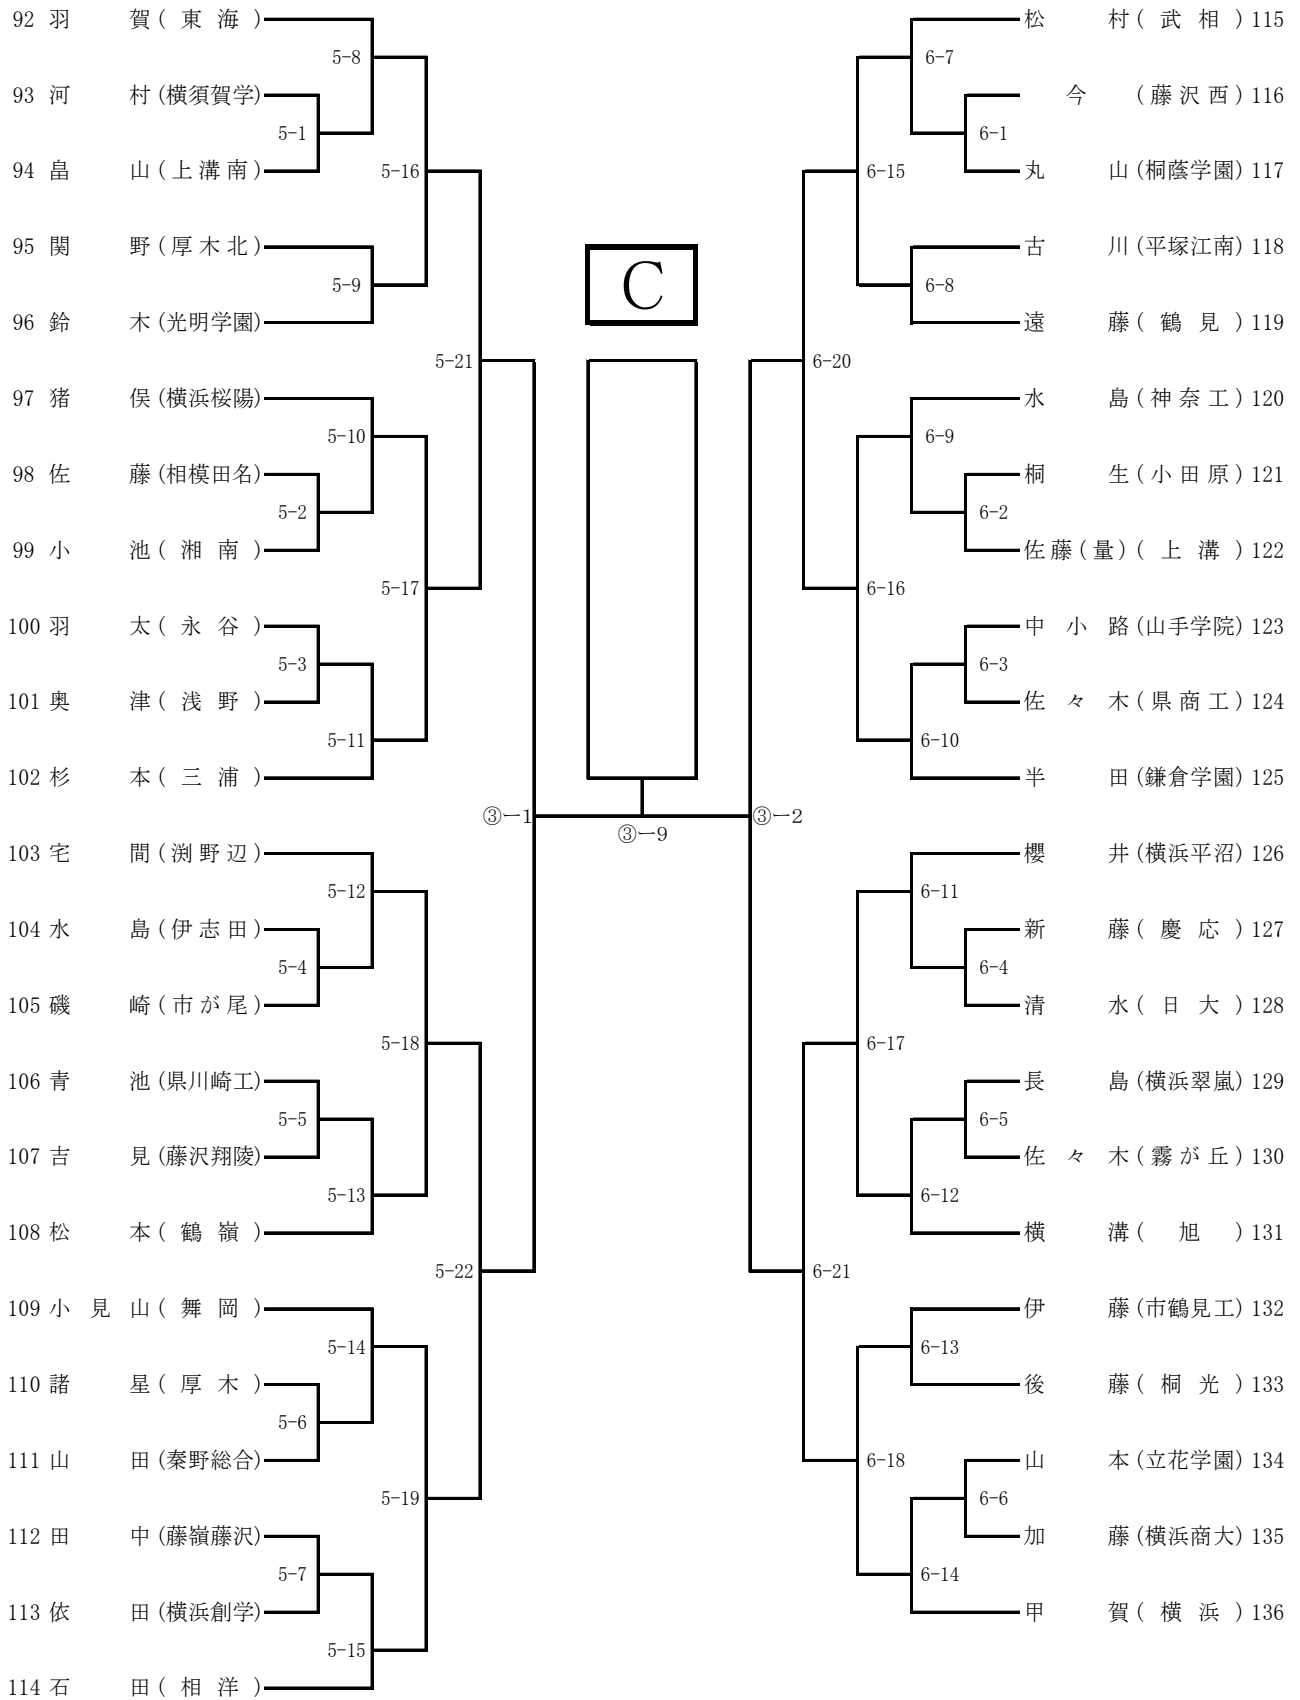 92 羽賀(東海)
5-8
93 河村(横須賀学)
5-1
94 畠山(上溝南)
5-16
95 関野(厚木北)
5-9
96 鈴木(光明学園)
5-21
97 猪俣(横浜桜陽)
5-10
98 佐藤(相模田名)
5-2
99 小池(湘南)
5-17
100 羽太(永谷)
5-3
101 奥津(浅野)
5-11
102 杉本(三浦)
③ー1
103 宅間(渕野辺)
5-12
104 水島(伊志田)
5-4
105 磯崎(市が尾)
5-18
106 青池(県川崎工)
5-5
107 吉見(藤沢翔陵)
5-13
108 松本(鶴嶺)
5-22
109 小見山(舞岡)
5-14
110 諸星(厚木)
5-6
111 山田(秦野総合)
5-19
112 田中(藤嶺藤沢)
5-7
113 依田(横浜創学)
5-15
114 石田(相洋)
C
③ー9
松村(武相)115
6-7
今(藤沢西)116
6-1
丸山(桐蔭学園)117
6-15
古川(平塚江南)118
6-8
遠藤(鶴見)119
6-20
水島(神奈工)120
6-9
桐生(小田原)121
6-2
佐藤(量)(上溝)122
6-16
中小路(山手学院)123
6-3
佐々木(県商工)124
6-10
半田(鎌倉学園)125
③ー2
櫻井(横浜平沼)126
6-11
新藤(慶応)127
6-4
清水(日大)128
6-17
長島(横浜翠嵐)129
6-5
佐々木(霧が丘)130
6-12
横溝(旭)131
6-21
伊藤(市鶴見工)132
6-13
後藤(桐光)133
6-18
山本(立花学園)134
6-6
加藤(横浜商大)135
6-14
甲賀(横浜)136